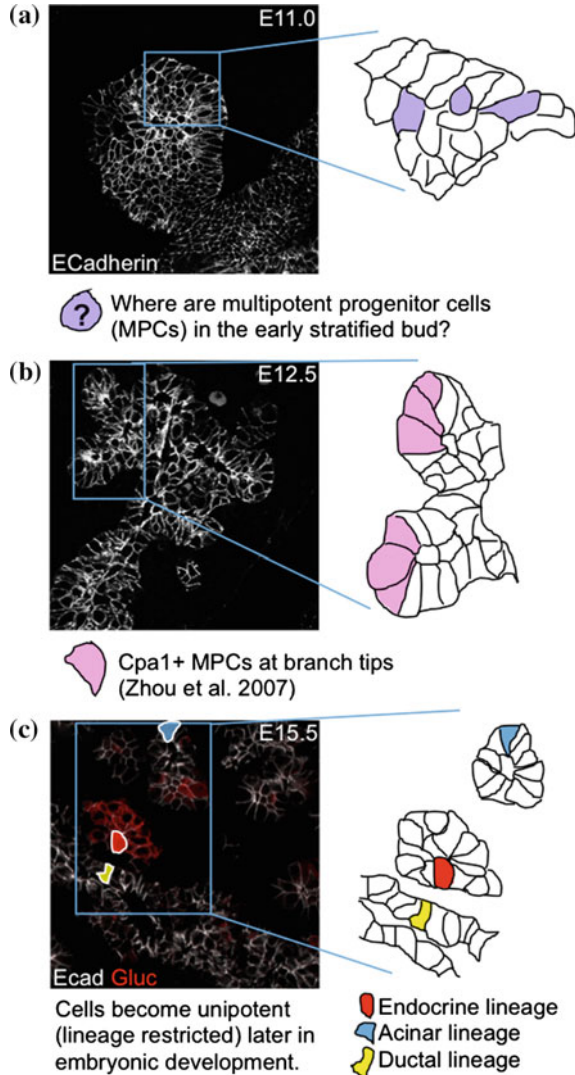 (a)
E11.0
ECadherin
?
Where are multipotent progenitor cells
(MPCs) in the early stratified bud?
(b)
E12.5
Cpa1+ MPCs at branch tips
(Zhou et al. 2007)
(c)
E15.5
Ecad Gluc
Cells become unipotent
(lineage restricted) later in
embryonic development.
Endocrine lineage
Acinar lineage
Ductal lineage